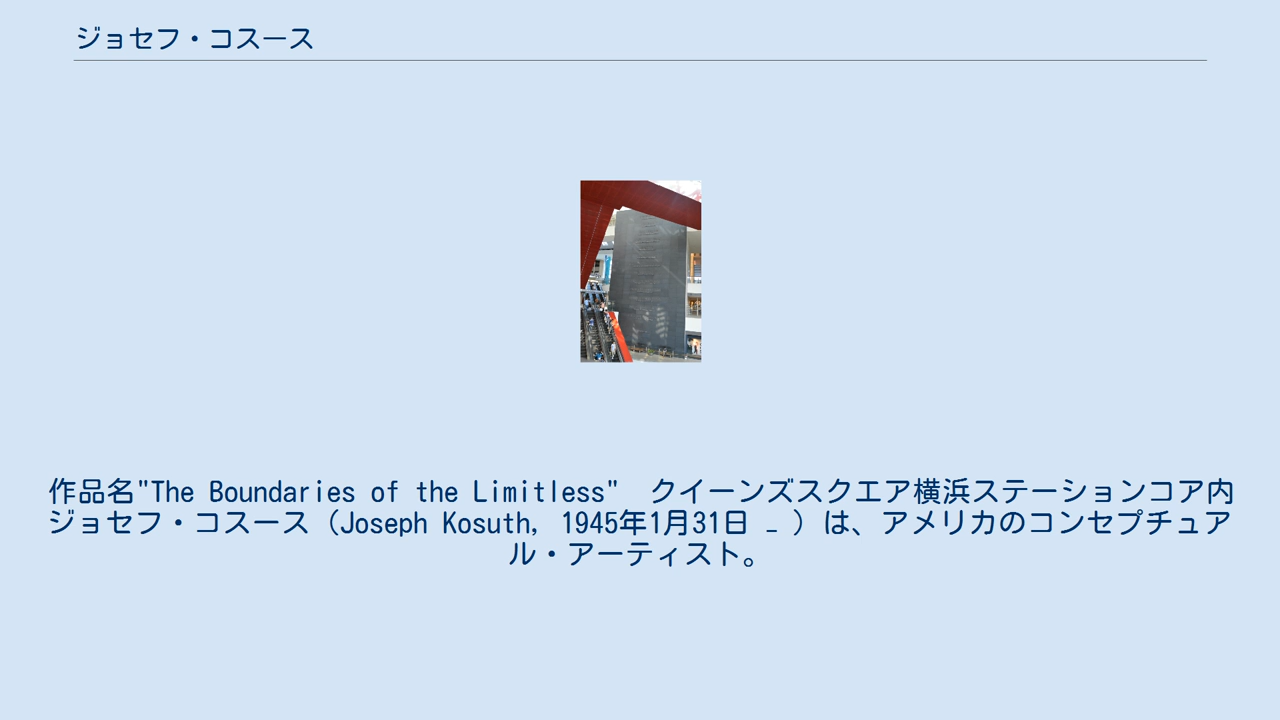 ジョセフ・コスース
作品名"The Boundaries of the Limitless"　クイーンズスクエア横浜ステーションコア内
ジョセフ・コスース（Joseph Kosuth, 1945年1月31日 – ）は、アメリカのコンセプチュア
ル・アーティスト。